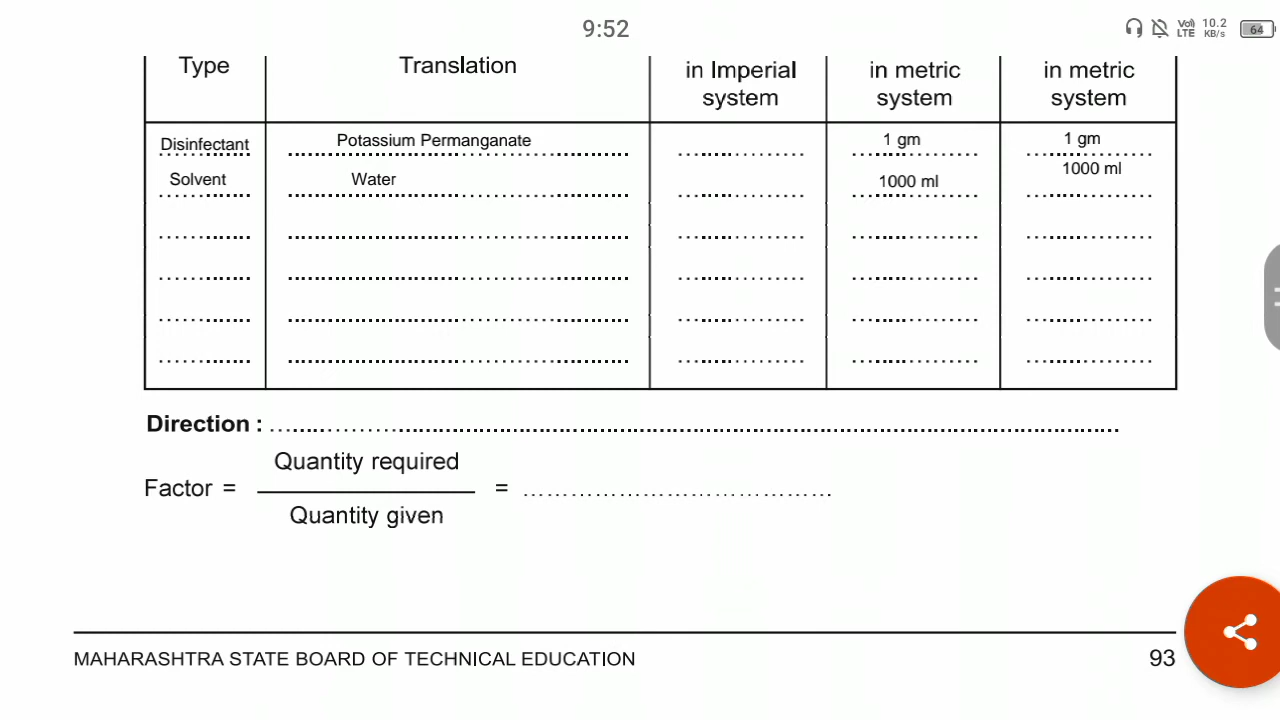 9:52
Vo) LTE 10.2 KB/s 64
Type Translation in Imperial system in metric system in metric system
Disinfectant Potassium Permanganate 1 gm 1 gm
Solvent Water 1000 ml 1000 ml
Direction :
Factor = Quantity required / Quantity given =
MAHARASHTRA STATE BOARD OF TECHNICAL EDUCATION 93